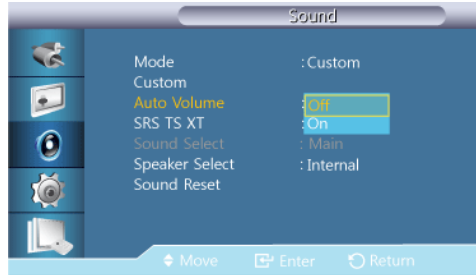 Sound
Mode : Custom
Custom
Auto Volume : Off
SRS TS XT : On
Sound Select : Main
Speaker Select : Internal
Sound Reset
Move Enter Return